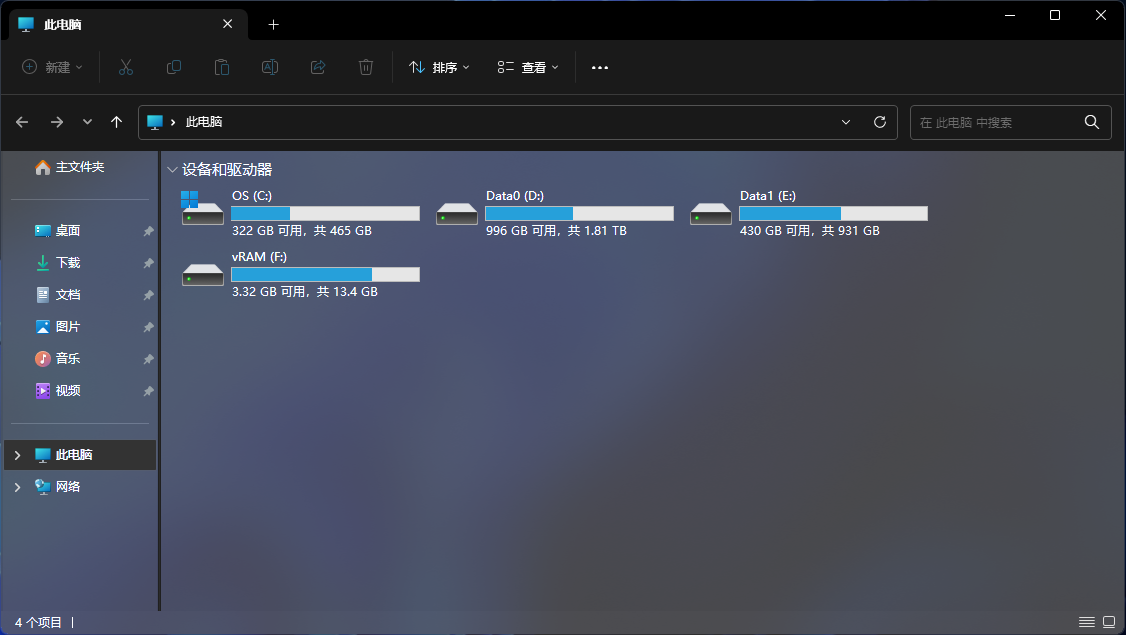 此电脑
新建
排序
查看
此电脑
在 此电脑 中搜索
主文件夹
桌面
下载
文档
图片
音乐
视频
此电脑
网络
设备和驱动器
OS (C:)
322 GB 可用，共 465 GB
Data0 (D:)
996 GB 可用，共 1.81 TB
Data1 (E:)
430 GB 可用，共 931 GB
vRAM (F:)
3.32 GB 可用，共 13.4 GB
4 个项目